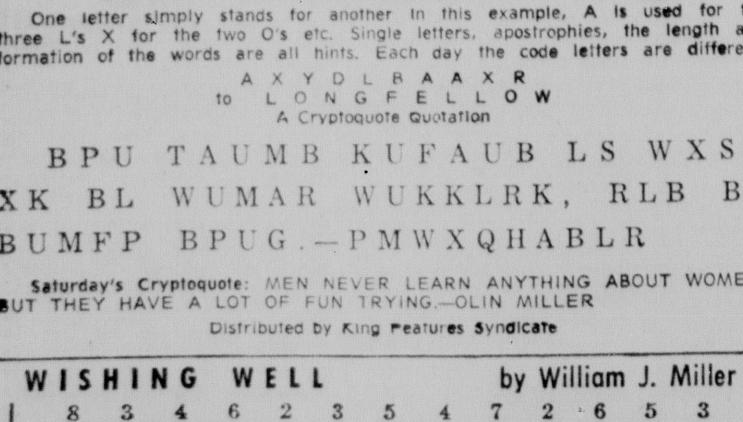 One letter simply stands for another In this example, A is used for
three L's X for the two O's etc. Single letters, apostrophies, the length
formation of the words are all hints. Each day the code letters are differe
A X Y D L B A A X R
to L O N G F E L L O W
A Cryptoquote Quotation
BPU TAUMB KUFAUB LS WXS
XK BL WUMAR WUKKLRK, RLB B
BUMFP BPUG.—PMWXQHABLR
Saturday's Cryptoquote: MEN NEVER LEARN ANYTHING ABOUT WOME
BUT THEY HAVE A LOT OF FUN TRYING.—OLIN MILLER
Distributed by King Features Syndicate
WISHING WELL by William J. Miller
8 3 4 6 2 3 5 4 7 2 6 5 3